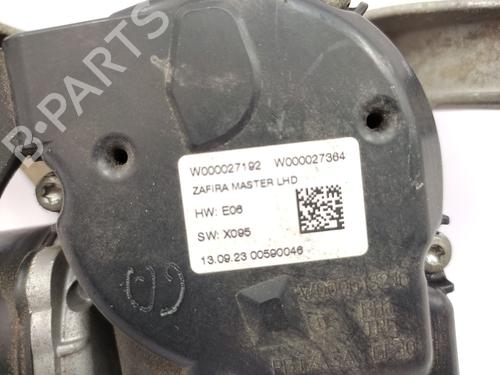 B-PARTS
W000027192 W000027364
ZAFIRA MASTER LHD
HW: E06
SW: X095
13.09.23 00590046